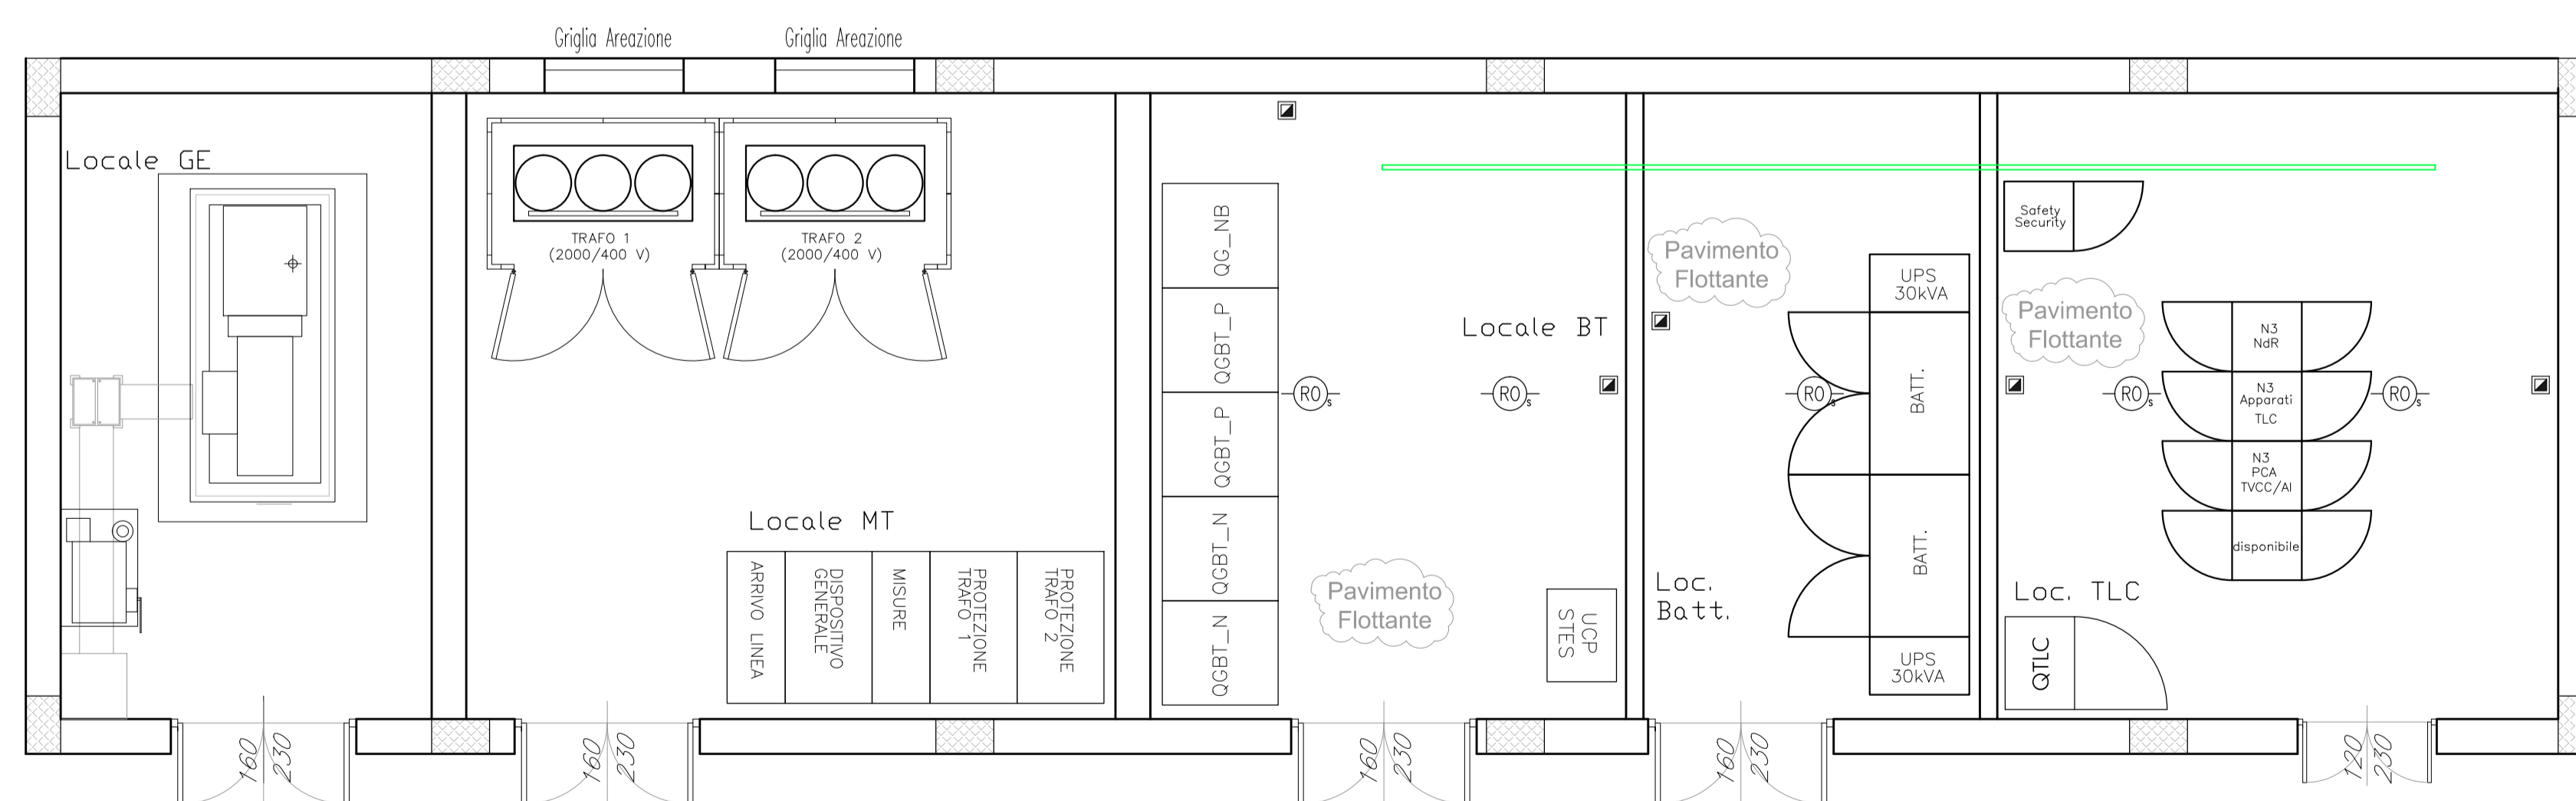 Griglia Areazione
Griglia Areazione
Locale GE
TRAFO 1
(2000/400 V)
TRAFO 2
(2000/400 V)
Locale MT
ARRIVO LINEA
DISPOSITIVO
GENERALE
MISURE
PROTEZIONE
TRAFO 1
PROTEZIONE
TRAFO 2
QG_NB
QGBT_P
QGBT_P
QGBT_N
QGBT_N
Locale BT
RO s
RO s
Pavimento
Flottante
UCP
STES
Pavimento
Flottante
UPS
30kVA
RO s
BATT.
BATT.
Loc.
Batt.
UPS
30kVA
Safety
Security
Pavimento
Flottante
N3
NdR
RO s
N3
Apparati
TLC
RO s
N3
PCA
TVCC/AI
disponibile
Loc. TLC
QTLC
160
230
160
230
160
230
160
230
120
230